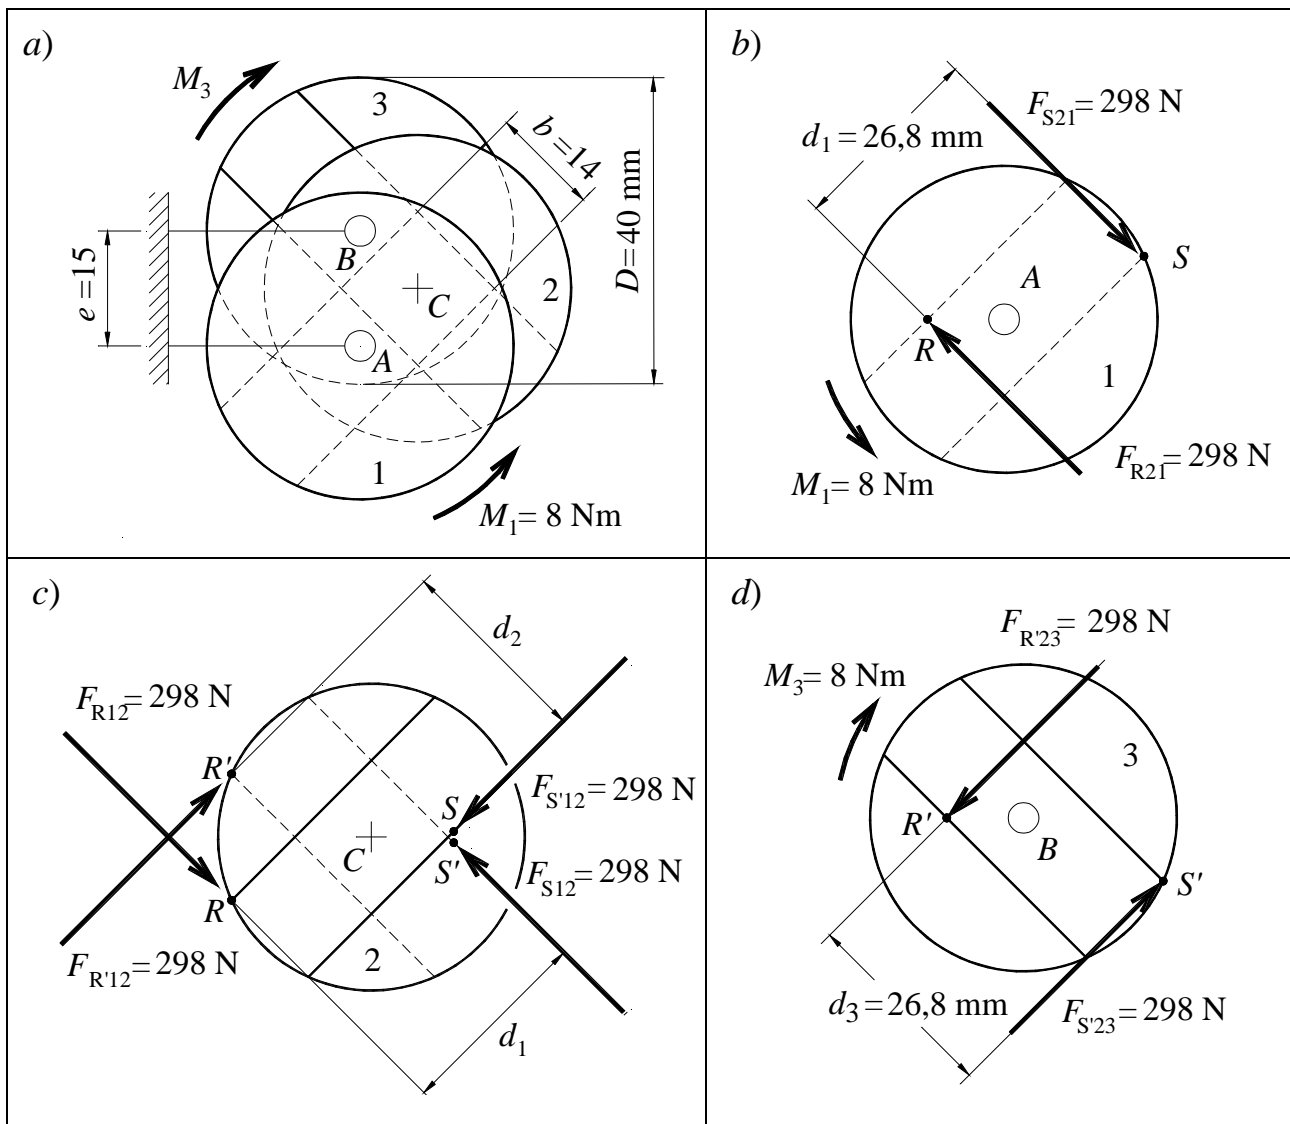 a)
M3
3
b=14
D=40 mm
B
e=15
2
C
A
1
M1= 8 Nm
b)
FS21= 298 N
d1= 26,8 mm
S
A
R
1
FR21= 298 N
M1= 8 Nm
c)
d2
FR12= 298 N
R'
S
FS'12= 298 N
C
S'
FS12= 298 N
R
2
FR'12= 298 N
d1
d)
FR'23= 298 N
M3= 8 Nm
3
R'
B
S'
d3= 26,8 mm
FS'23= 298 N